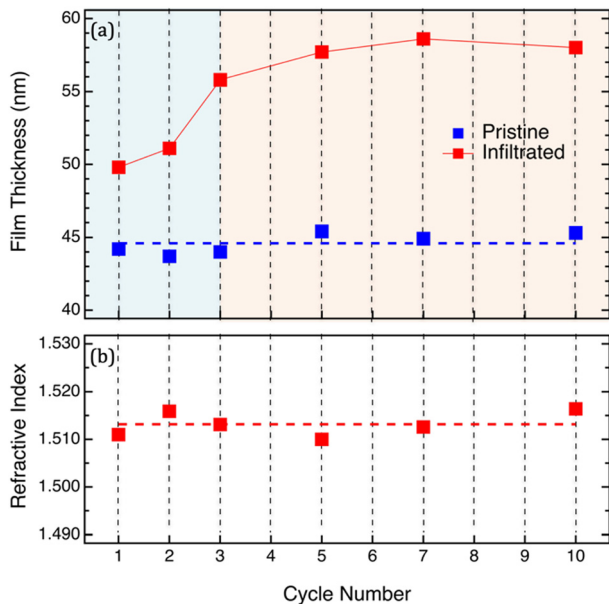 (a)
Film Thickness (nm)
60
55
50
45
40
Pristine
Infiltrated
(b)
Refractive Index
1.530
1.520
1.510
1.500
1.490
1 2 3 4 5 6 7 8 9 10
Cycle Number